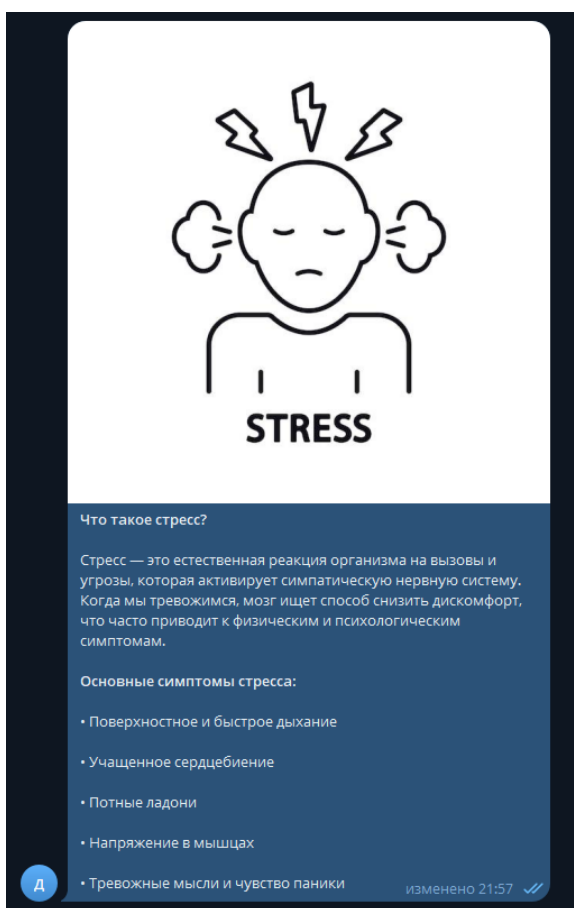 STRESS
Что такое стресс?
Стресс — это естественная реакция организма на вызовы и
угрозы, которая активирует симпатическую нервную систему.
Когда мы тревожимся, мозг ищет способ снизить дискомфорт,
что часто приводит к физическим и психологическим
симптомам.
Основные симптомы стресса:
• Поверхностное и быстрое дыхание
• Учащенное сердцебиение
• Потные ладони
• Напряжение в мышцах
• Тревожные мысли и чувство паники
изменено 21:57
Д